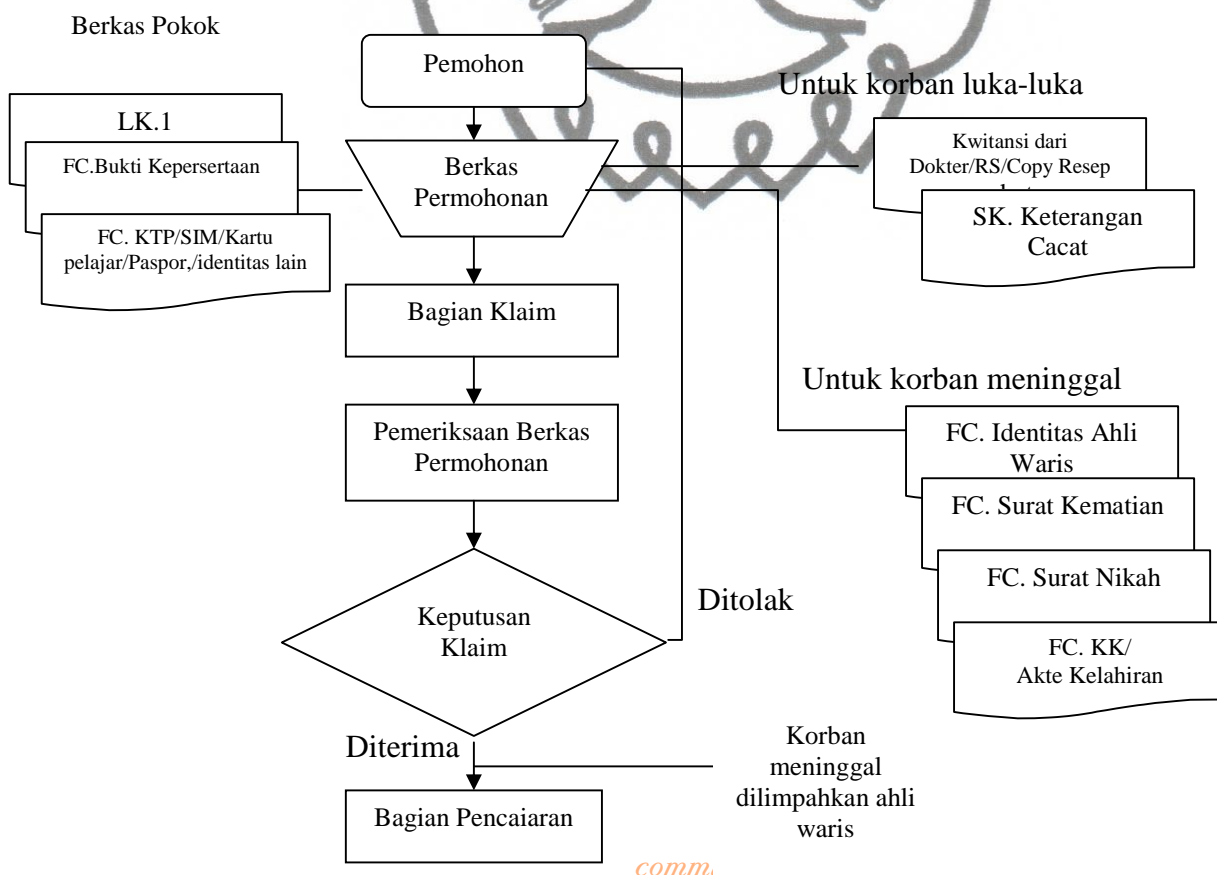 Berkas Pokok
Pemohon
Untuk korban luka-luka
LK.1
FC.Bukti Kepersertaan
FC. KTP/SIM/Kartu
pelajar/Paspor,/identitas lain
Berkas
Permohonan
Kwitansi dari
Dokter/RS/Copy Resep
SK. Keterangan
Cacat
Bagian Klaim
Untuk korban meninggal
Pemeriksaan Berkas
Permohonan
FC. Identitas Ahli
Waris
FC. Surat Kematian
FC. Surat Nikah
FC. KK/
Akte Kelahiran
Keputusan
Klaim
Ditolak
Diterima
Korban
meninggal
dilimpahkan ahli
waris
Bagian Pencaiaran